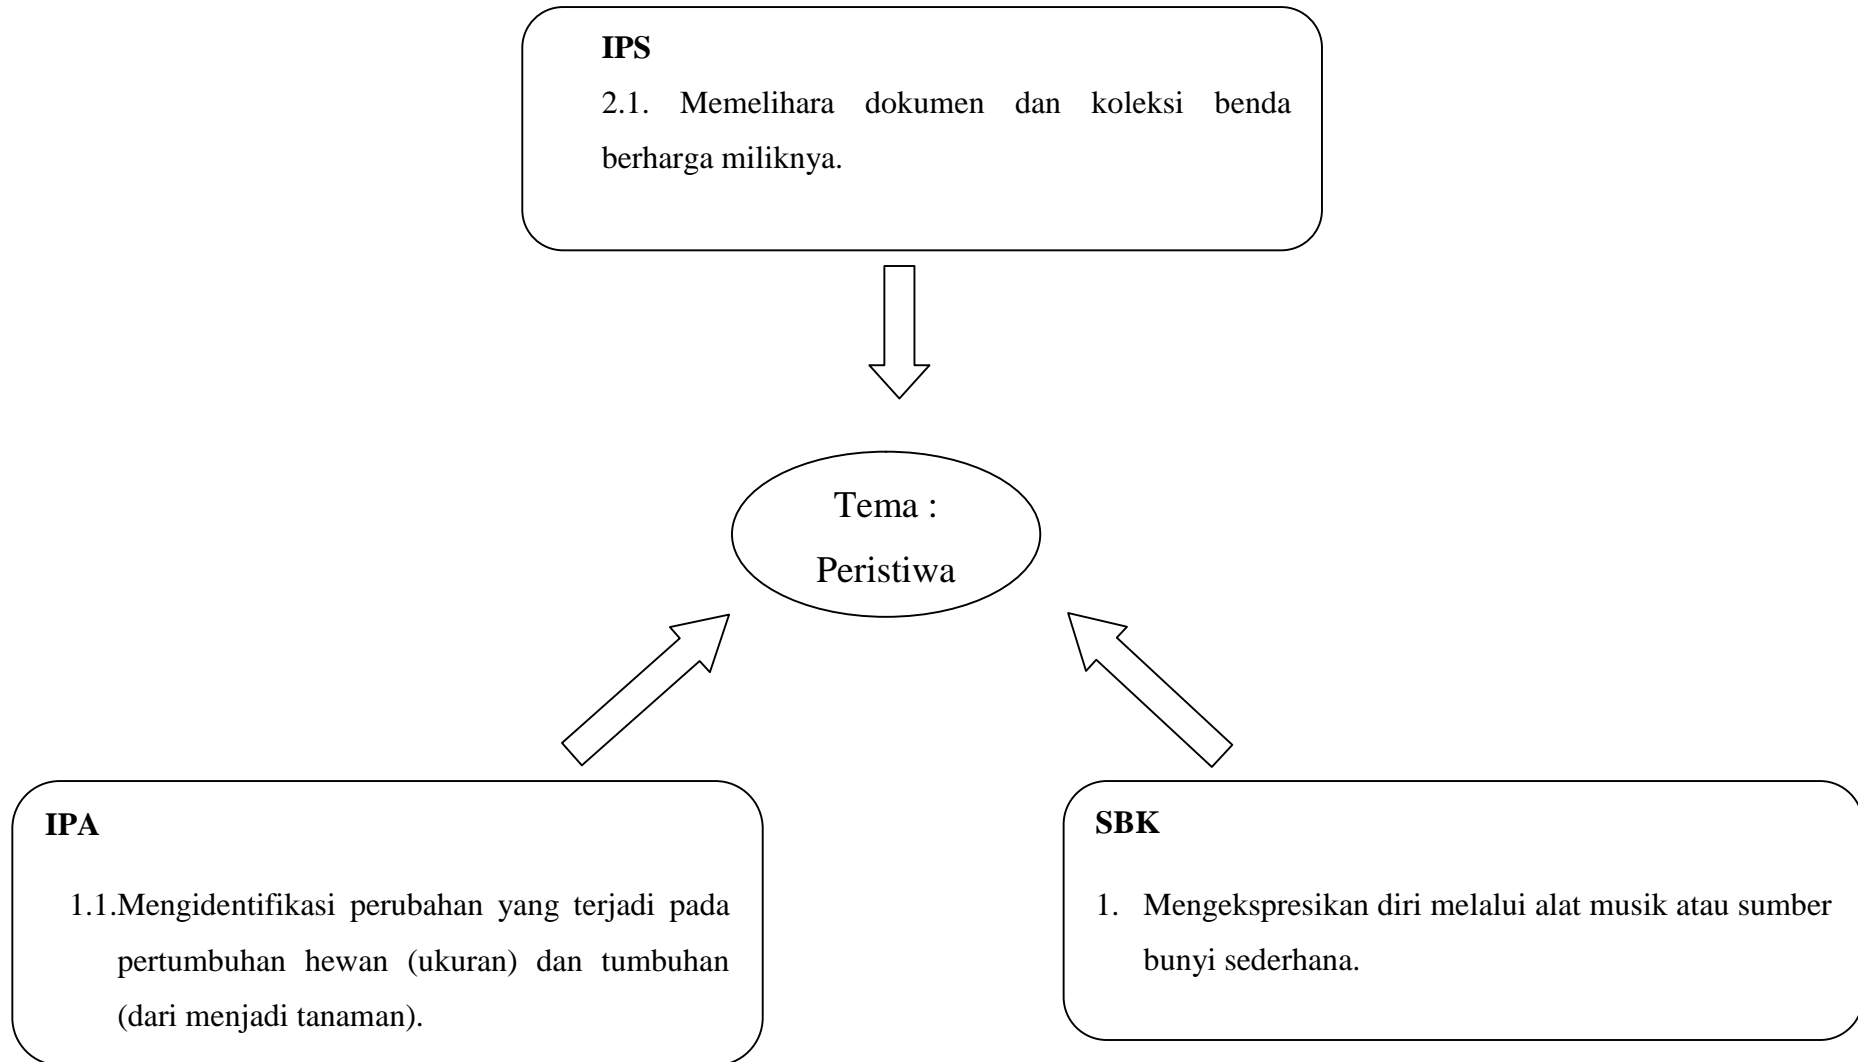 IPS
2.1. Memelihara dokumen dan koleksi benda
berharga miliknya.
Tema :
Peristiwa
IPA
1.1.Mengidentifikasi perubahan yang terjadi pada
pertumbuhan hewan (ukuran) dan tumbuhan
(dari menjadi tanaman).
SBK
1. Mengekspresikan diri melalui alat musik atau sumber
bunyi sederhana.